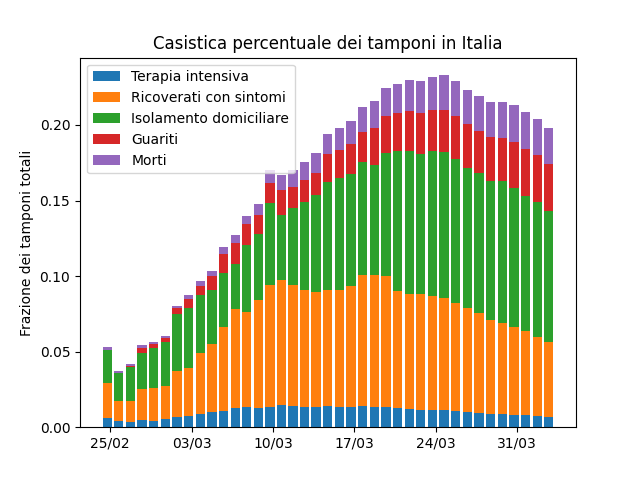 Casistica percentuale dei tamponi in Italia
Terapia intensiva
Ricoverati con sintomi
Isolamento domiciliare
Guariti
Morti
Frazione dei tamponi totali
0.20
0.15
0.10
0.05
0.00
25/02 03/03 10/03 17/03 24/03 31/03